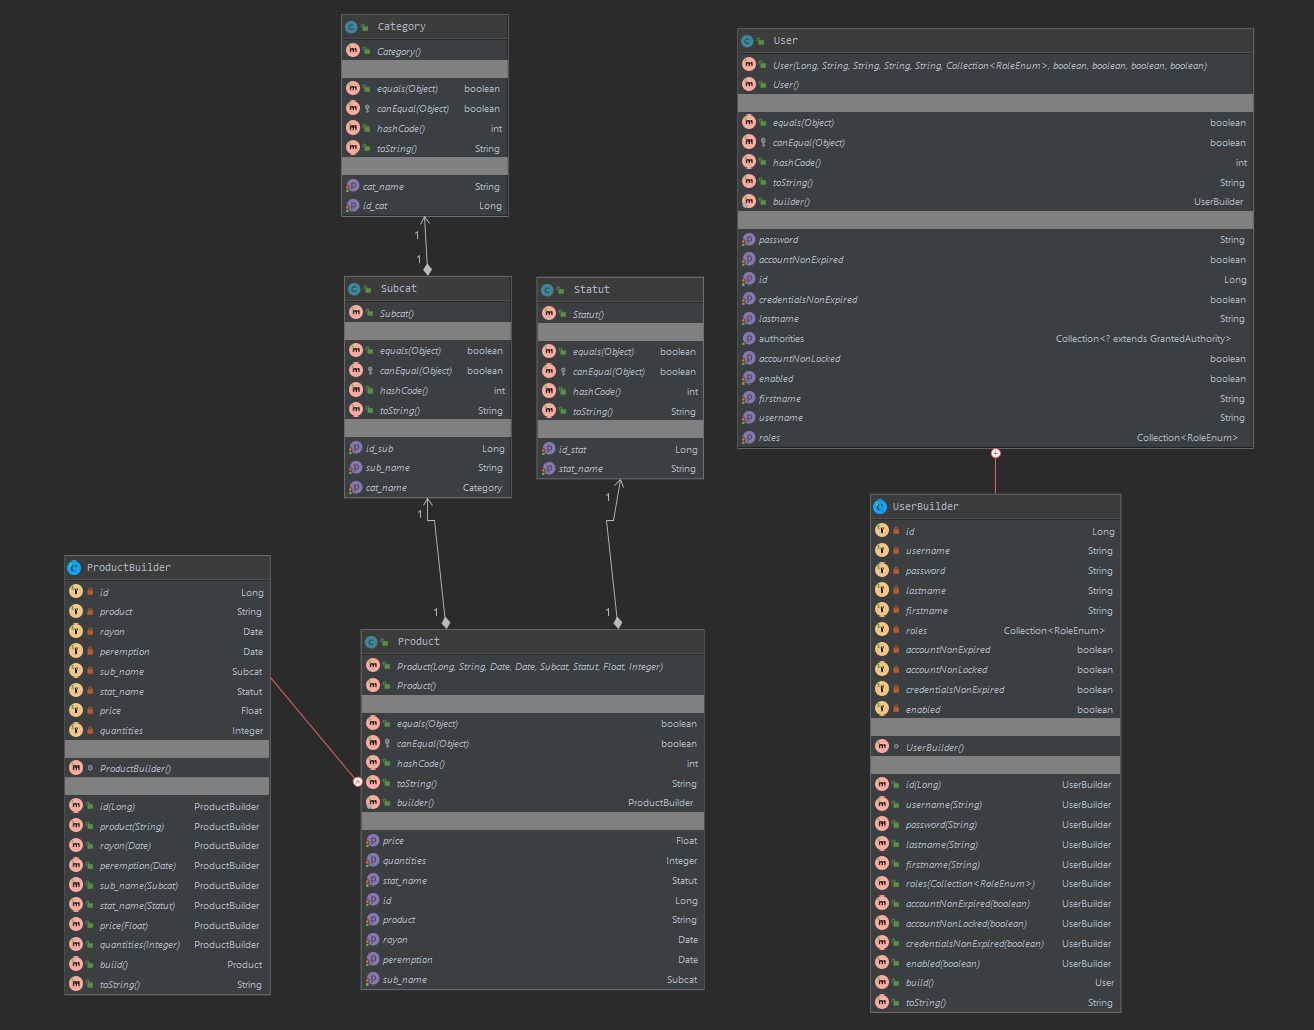 Category
Category()
equals(Object) boolean
canEqual(Object) boolean
hashCode() int
toString() String
cat_name String
id_cat Long
1
1
Subcat
Subcat()
equals(Object) boolean
canEqual(Object) boolean
hashCode() int
toString() String
id_sub Long
sub_name String
cat_name Category
1
1
Statut
Statut()
equals(Object) boolean
canEqual(Object) boolean
hashCode() int
toString() String
id_stat Long
stat_name String
1
1
User
User(Long, String, String, String, String, Collection<RoleEnum>, boolean, boolean, boolean, boolean)
User()
equals(Object) boolean
canEqual(Object) boolean
hashCode() int
toString() String
builder() UserBuilder
password String
accountNonExpired boolean
id Long
credentialsNonExpired boolean
lastname String
authorities Collection<? extends GrantedAuthority>
accountNonLocked boolean
enabled boolean
firstname String
username String
roles Collection<RoleEnum>
ProductBuilder
id Long
product String
rayon Date
peremption Date
sub_name Subcat
stat_name Statut
price Float
quantities Integer
ProductBuilder()
id(Long) ProductBuilder
product(String) ProductBuilder
rayon(Date) ProductBuilder
peremption(Date) ProductBuilder
sub_name(Subcat) ProductBuilder
stat_name(Statut) ProductBuilder
price(Float) ProductBuilder
quantities(Integer) ProductBuilder
build() Product
toString() String
Product
Product(Long, String, Date, Date, Subcat, Statut, Float, Integer)
Product()
equals(Object) boolean
canEqual(Object) boolean
hashCode() int
toString() String
builder() ProductBuilder
price Float
quantities Integer
stat_name Statut
id Long
product String
rayon Date
peremption Date
sub_name Subcat
UserBuilder
id Long
username String
password String
lastname String
firstname String
roles Collection<RoleEnum>
accountNonExpired boolean
accountNonLocked boolean
credentialsNonExpired boolean
enabled boolean
UserBuilder()
id(Long) UserBuilder
username(String) UserBuilder
password(String) UserBuilder
lastname(String) UserBuilder
firstname(String) UserBuilder
roles(Collection<RoleEnum>) UserBuilder
accountNonExpired(boolean) UserBuilder
accountNonLocked(boolean) UserBuilder
credentialsNonExpired(boolean) UserBuilder
enabled(boolean) UserBuilder
build() User
toString() String